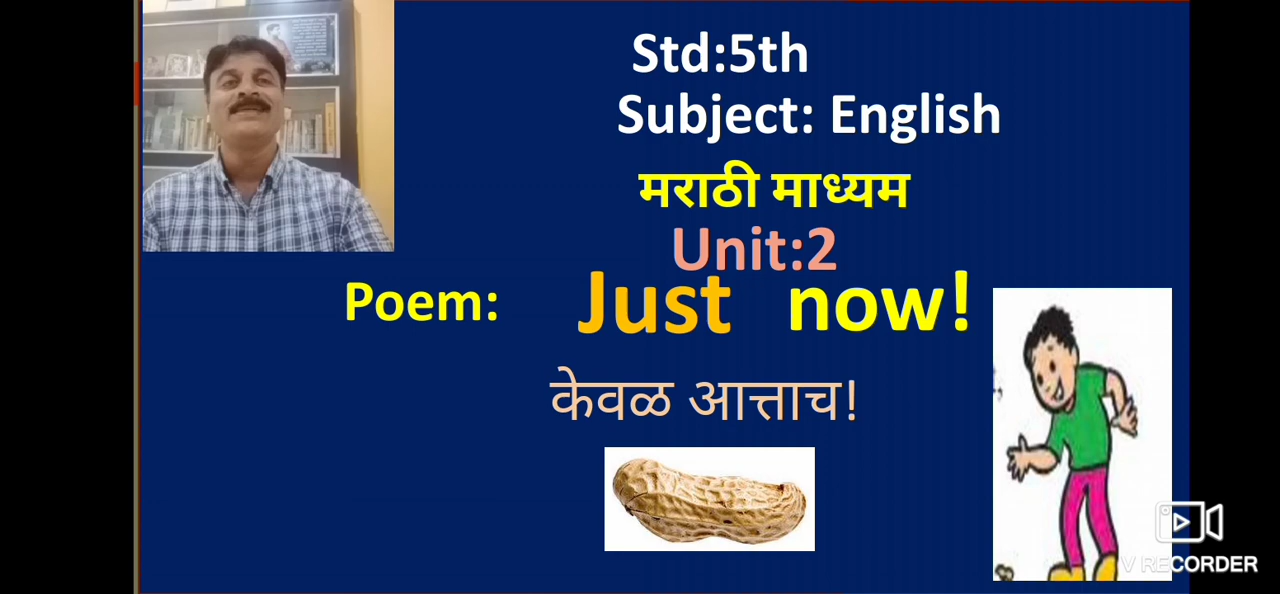 Std:5th
Subject: English
मराठी माध्यम
Unit:2
Poem: Just now!
केवळ आत्ताच!
V RECORDER